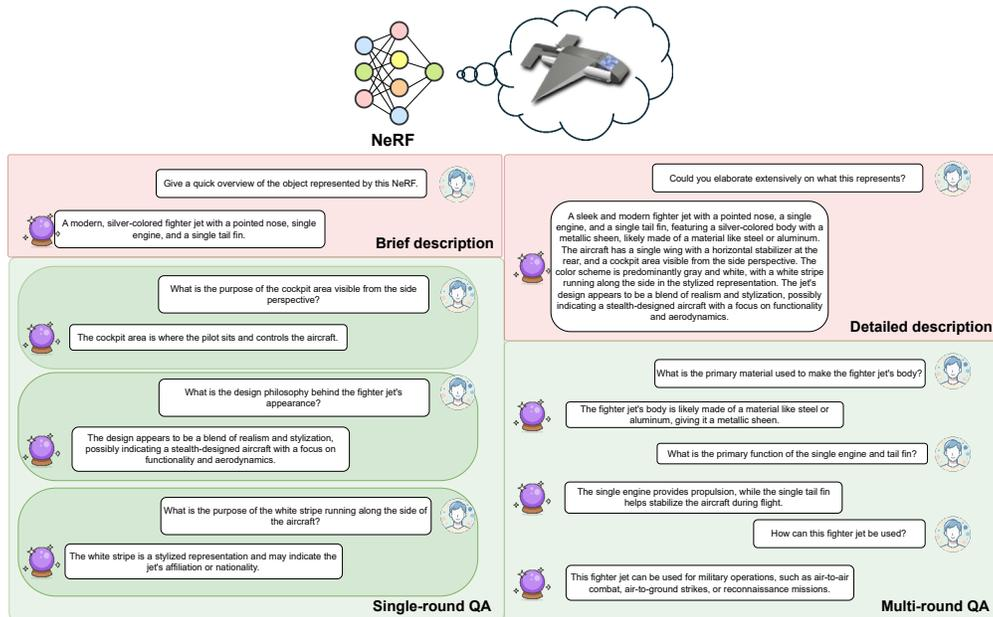 NeRF
Give a quick overview of the object represented by this NeRF.
A modern, silver-colored fighter jet with a pointed nose, single
engine, and a single tail fin.
Brief description
What is the purpose of the cockpit area visible from the side
perspective?
The cockpit area is where the pilot sits and controls the aircraft.
What is the design philosophy behind the fighter jet's
appearance?
The design appears to be a blend of realism and stylization,
possibly indicating a stealth-designed aircraft with a focus on
functionality and aerodynamics.
What is the purpose of the white stripe running along the side of
the aircraft?
The white stripe is a stylized representation and may indicate the
jet's affiliation or nationality.
Single-round QA
Could you elaborate extensively on what this represents?
A sleek and modern fighter jet with a pointed nose, a single
engine, and a single tail fin, featuring a silver-colored body with a
metallic sheen, likely made of a material like steel or aluminum.
The aircraft has a single wing with a horizontal stabilizer at the
rear, and a cockpit area visible from the side perspective. The
color scheme is predominantly gray and white, with a white stripe
running along the side in the stylized representation. The jet's
design appears to be a blend of realism and stylization, possibly
indicating a stealth-designed aircraft with a focus on functionality
and aerodynamics.
Detailed description
What is the primary material used to make the fighter jet's body?
The fighter jet's body is likely made of a material like steel or
aluminum, giving it a metallic sheen.
What is the primary function of the single engine and tail fin?
The single engine provides propulsion, while the single tail fin
helps stabilize the aircraft during flight.
How can this fighter jet be used?
This fighter jet can be used for military operations, such as air-to-air
combat, air-to-ground strikes, or reconnaissance missions.
Multi-round QA